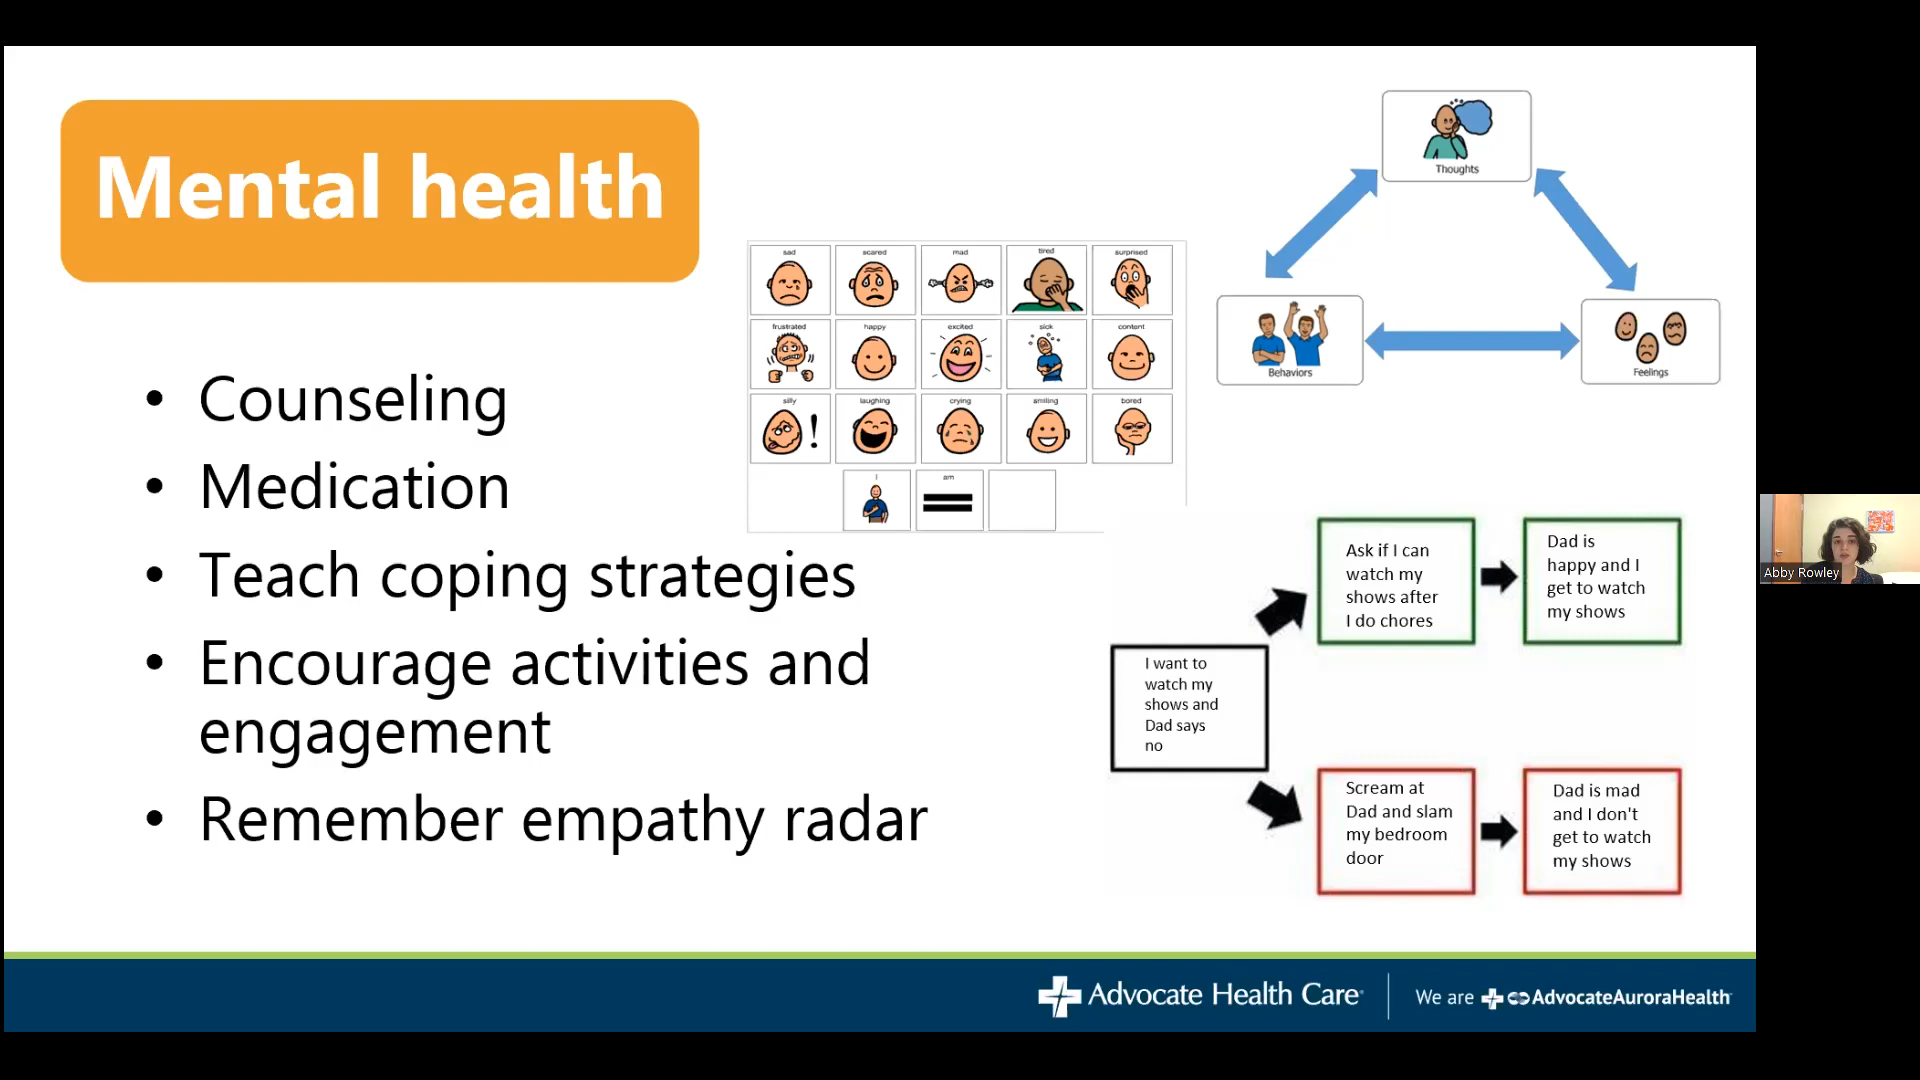 Mental health
• Counseling
• Medication
• Teach coping strategies
• Encourage activities and
engagement
• Remember empathy radar
sad
scared
mad
tired
surprised
frustrated
happy
excited
sick
content
silly
laughing
crying
smiling
bored
!
I
am
Thoughts
Behaviors
Feelings
I want to
watch my
shows and
Dad says
no
Ask if I can
watch my
shows after
I do chores
Dad is
happy and I
get to watch
my shows
Scream at
Dad and slam
my bedroom
door
Dad is mad
and I don't
get to watch
my shows
Advocate Health Care
We are AdvocateAuroraHealth
Abby Rowley